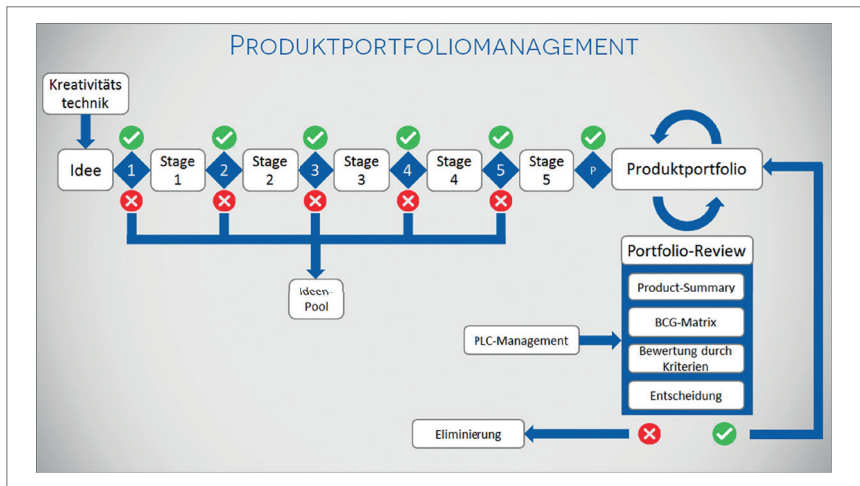 PRODUKTPORTFOLIOMANAGEMENT
Kreativitäts
technik
Idee
1
Stage
1
2
Stage
2
3
Stage
3
4
Stage
4
5
Stage
5
P
Produktportfolio
Ideen-
Pool
Portfolio-Review
Product-Summary
BCG-Matrix
Bewertung durch
Kriterien
Entscheidung
PLC-Management
Eliminierung